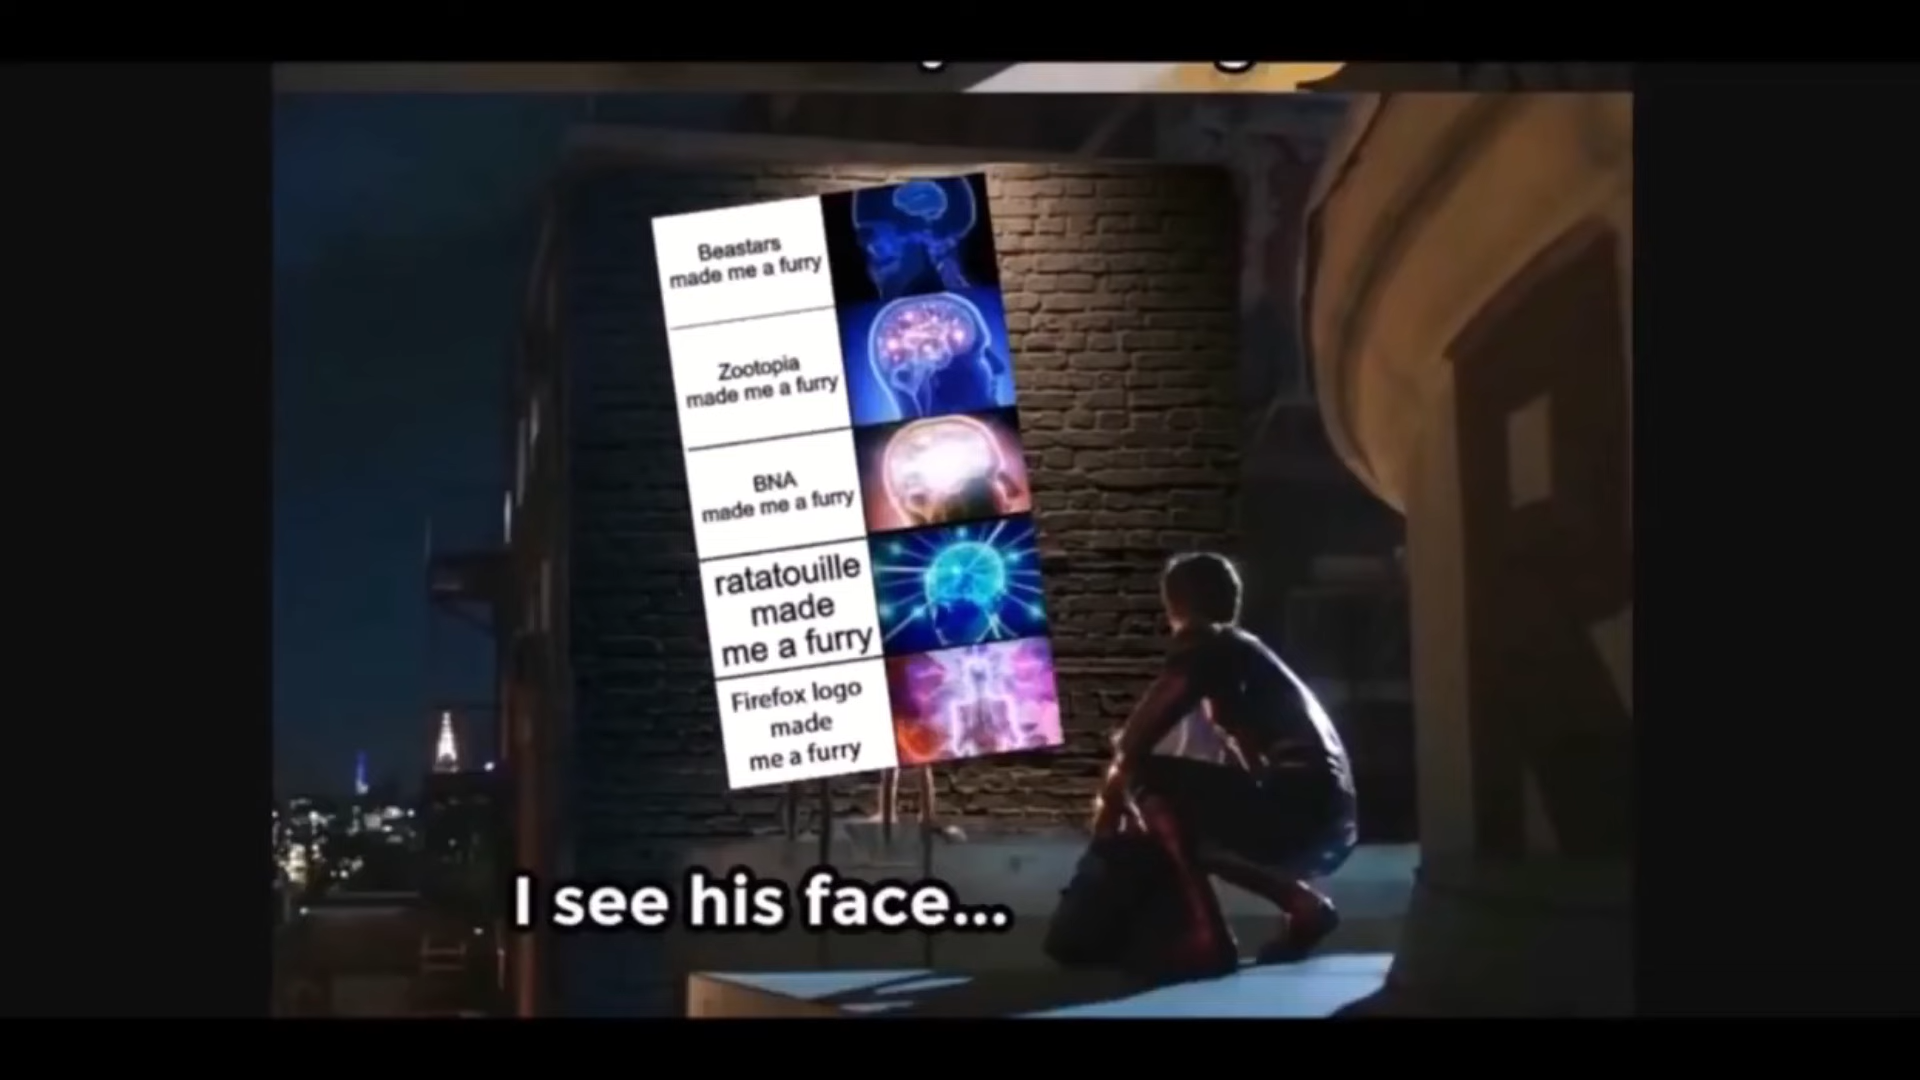 Beastars
made me a furry
Zootopia
made me a furry
BNA
made me a furry
ratatouille
made
me a furry
Firefox logo
made
me a furry
I see his face...